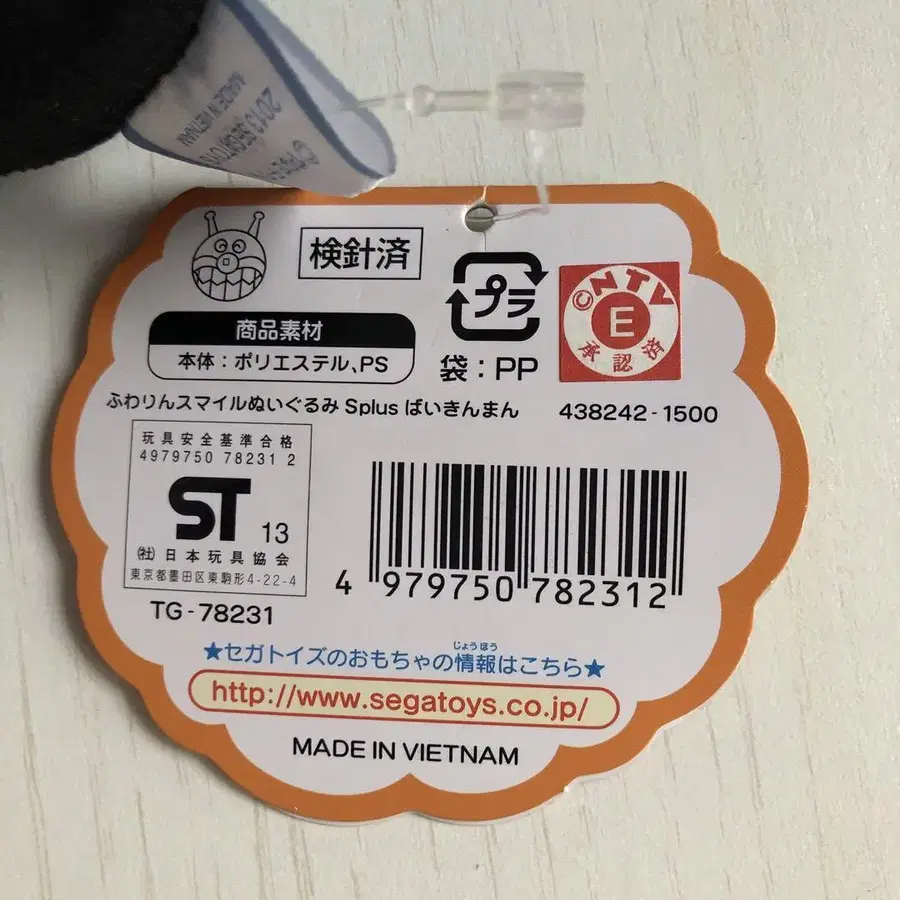 MADE IN VIETNAM
2013 SEGATOYS
検針済
プラ
袋：PP
©NTV
E
承認済
商品素材
本体：ポリエステル、PS
ふわりんスマイルぬいぐるみ Splus ばいきんまん
438242-1500
玩具安全基準合格
4979750 78231 2
ST 13
(社)日本玩具協会
東京都墨田区東駒形4-22-4
TG-78231
4 979750 782312
じょうほう
★セガトイズのおもちゃの情報はこちら★
http://www.segatoys.co.jp/
MADE IN VIETNAM